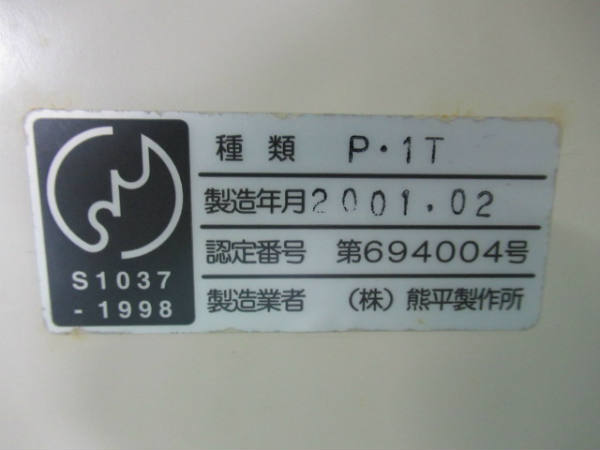 種類 P・1T
製造年月 2001.02
認定番号 第694004号
製造業者 (株)熊平製作所
S1037
-1998